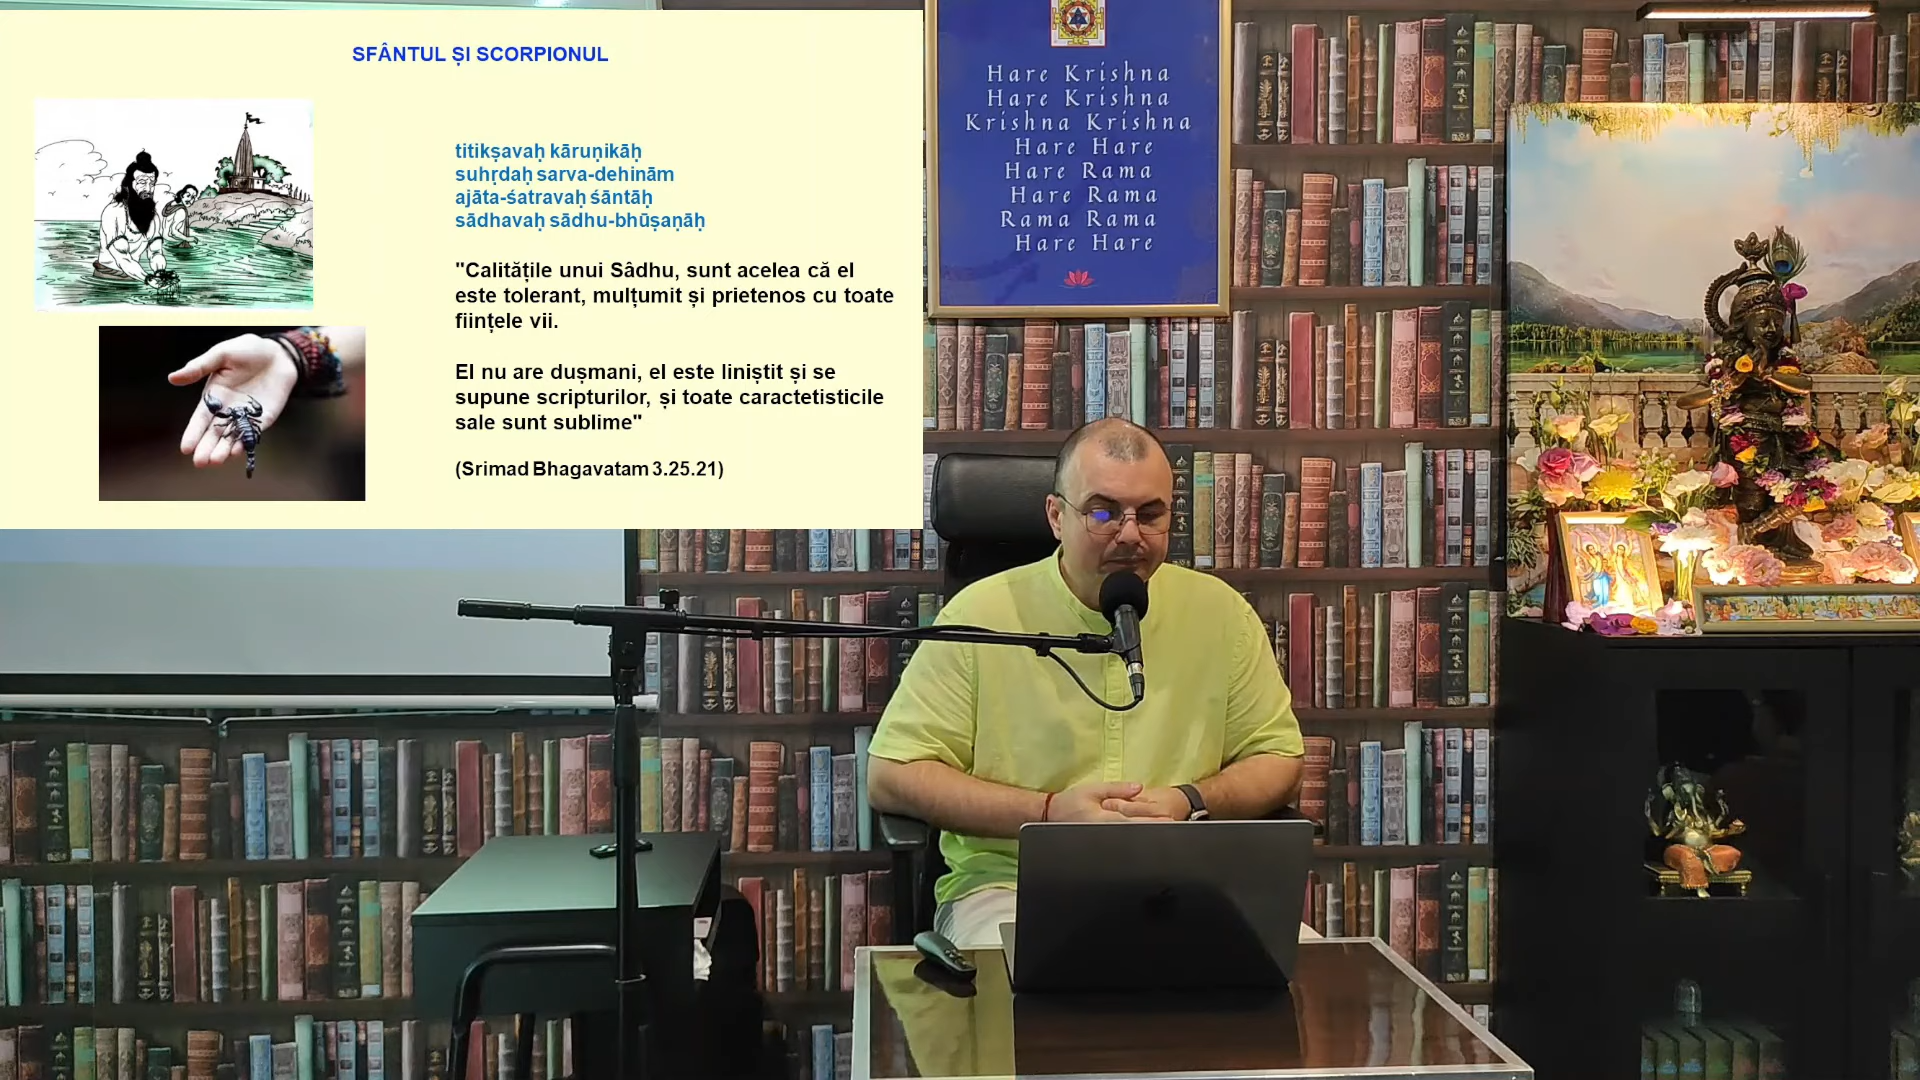 SFÂNTUL ȘI SCORPIONUL
titikṣavaḥ kāruṇikāḥ
suhṛdaḥ sarva-dehinām
ajāta-śatravaḥ śāntāḥ
sādhavaḥ sādhu-bhūṣaṇāḥ
"Calitățile unui Sâdhu, sunt acelea că el
este tolerant, mulțumit și prietenos cu toate
ființele vii.
El nu are dușmani, el este liniștit și se
supune scripturilor, și toate caractetisticile
sale sunt sublime"
(Srimad Bhagavatam 3.25.21)
Hare Krishna
Hare Krishna
Krishna Krishna
Hare Hare
Hare Rama
Hare Rama
Rama Rama
Hare Hare